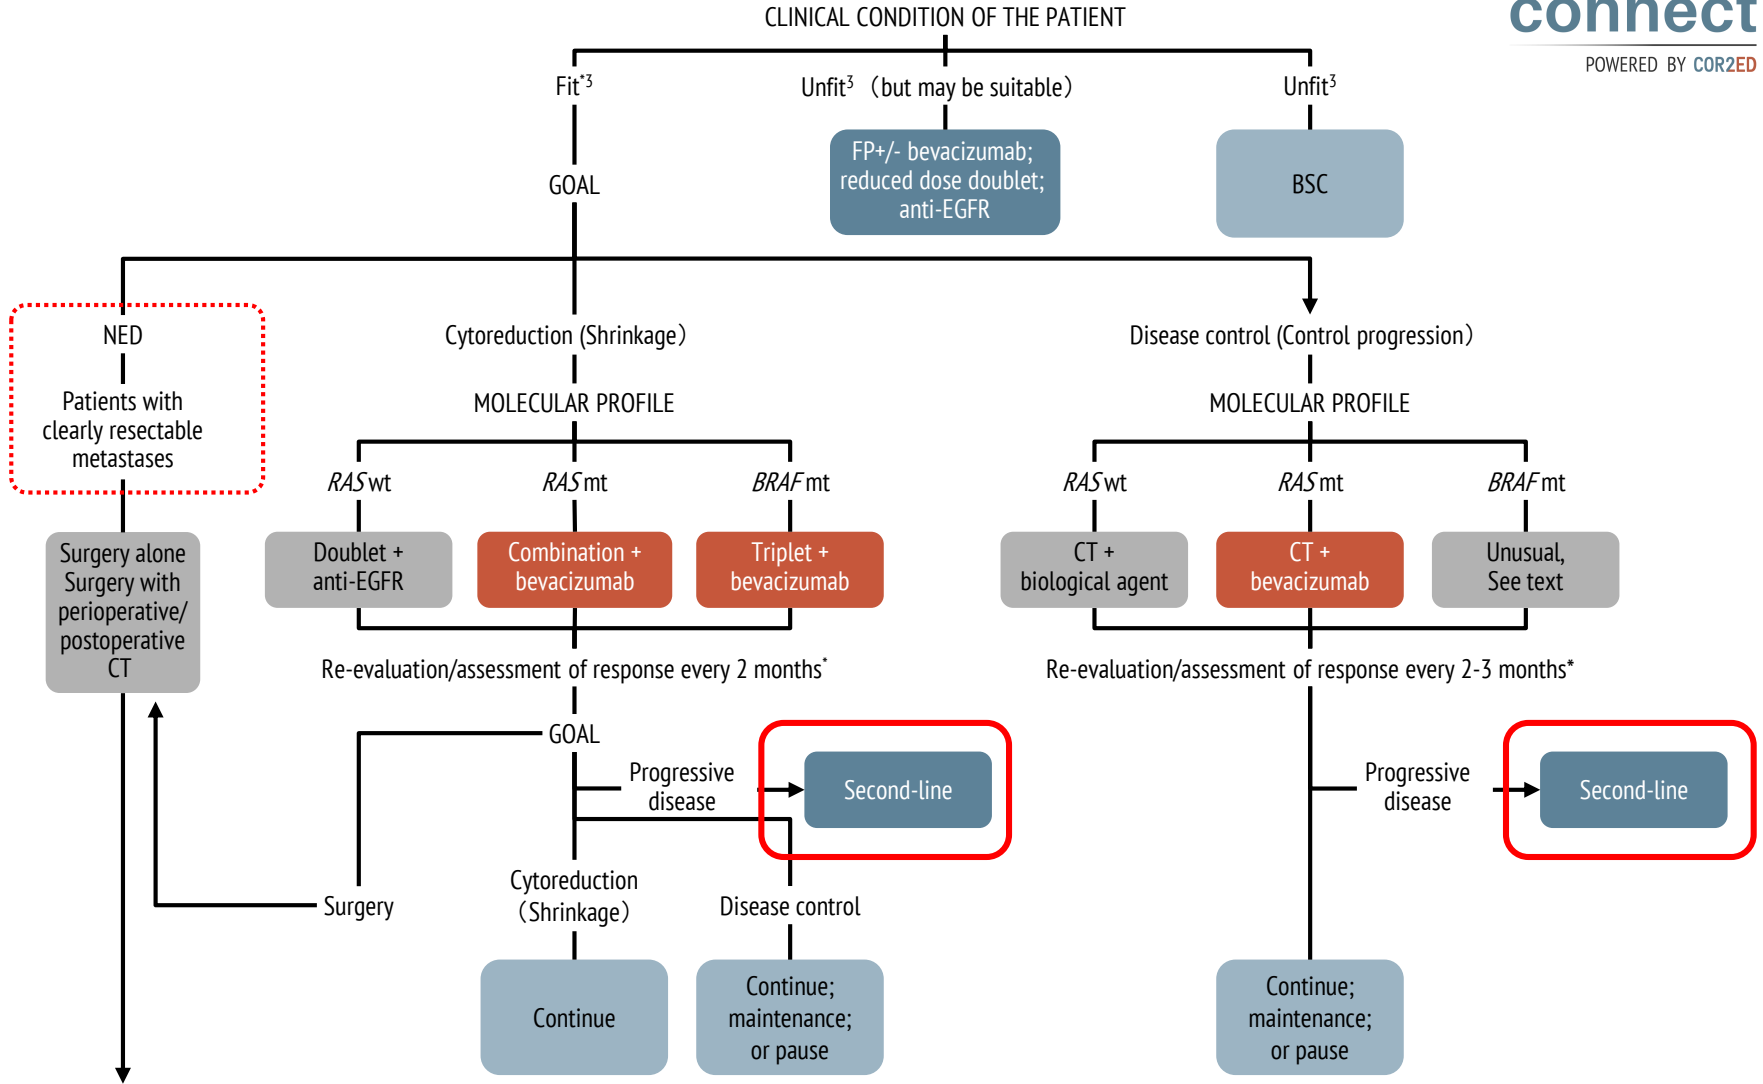 connect
POWERED BY COR2ED
CLINICAL CONDITION OF THE PATIENT
Fit*3
Unfit3 (but may be suitable)
Unfit3
FP+/- bevacizumab;
reduced dose doublet;
anti-EGFR
BSC
GOAL
NED
Patients with
clearly resectable
metastases
Cytoreduction (Shrinkage)
Disease control (Control progression)
MOLECULAR PROFILE
MOLECULAR PROFILE
RAS wt
RAS mt
BRAF mt
RAS wt
RAS mt
BRAF mt
Surgery alone
Surgery with
perioperative/
postoperative
CT
Doublet +
anti-EGFR
Combination +
bevacizumab
Triplet +
bevacizumab
CT +
biological agent
CT +
bevacizumab
Unusual,
See text
Re-evaluation/assessment of response every 2 months*
Re-evaluation/assessment of response every 2-3 months*
GOAL
Progressive
disease
Second-line
Progressive
disease
Second-line
Surgery
Cytoreduction
(Shrinkage)
Disease control
Continue
Continue;
maintenance;
or pause
Continue;
maintenance;
or pause